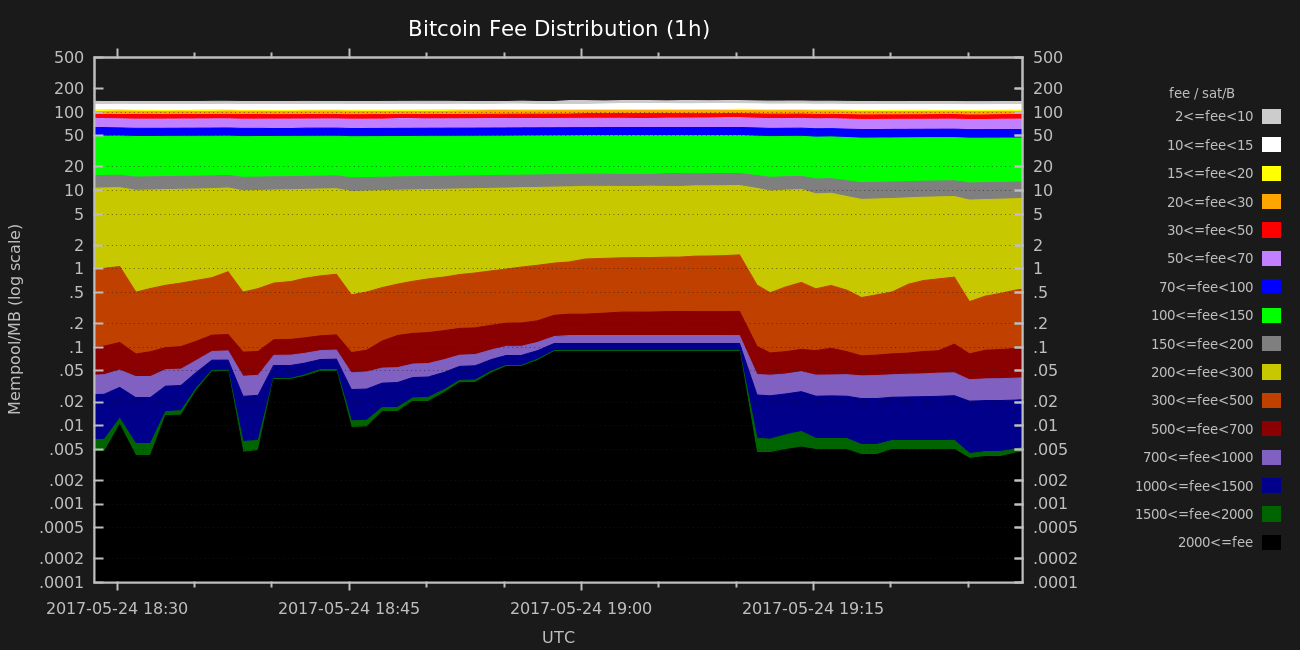 Bitcoin Fee Distribution (1h)
500
200
100
50
20
10
5
2
1
.5
.2
.1
.05
.02
.01
.005
.002
.001
.0005
.0002
.0001
Mempool/MB (log scale)
500
200
100
50
20
10
5
2
1
.5
.2
.1
.05
.02
.01
.005
.002
.001
.0005
.0002
.0001
2017-05-24 18:30 2017-05-24 18:45 2017-05-24 19:00 2017-05-24 19:15
UTC
fee / sat/B
2<=fee<10
10<=fee<15
15<=fee<20
20<=fee<30
30<=fee<50
50<=fee<70
70<=fee<100
100<=fee<150
150<=fee<200
200<=fee<300
300<=fee<500
500<=fee<700
700<=fee<1000
1000<=fee<1500
1500<=fee<2000
2000<=fee